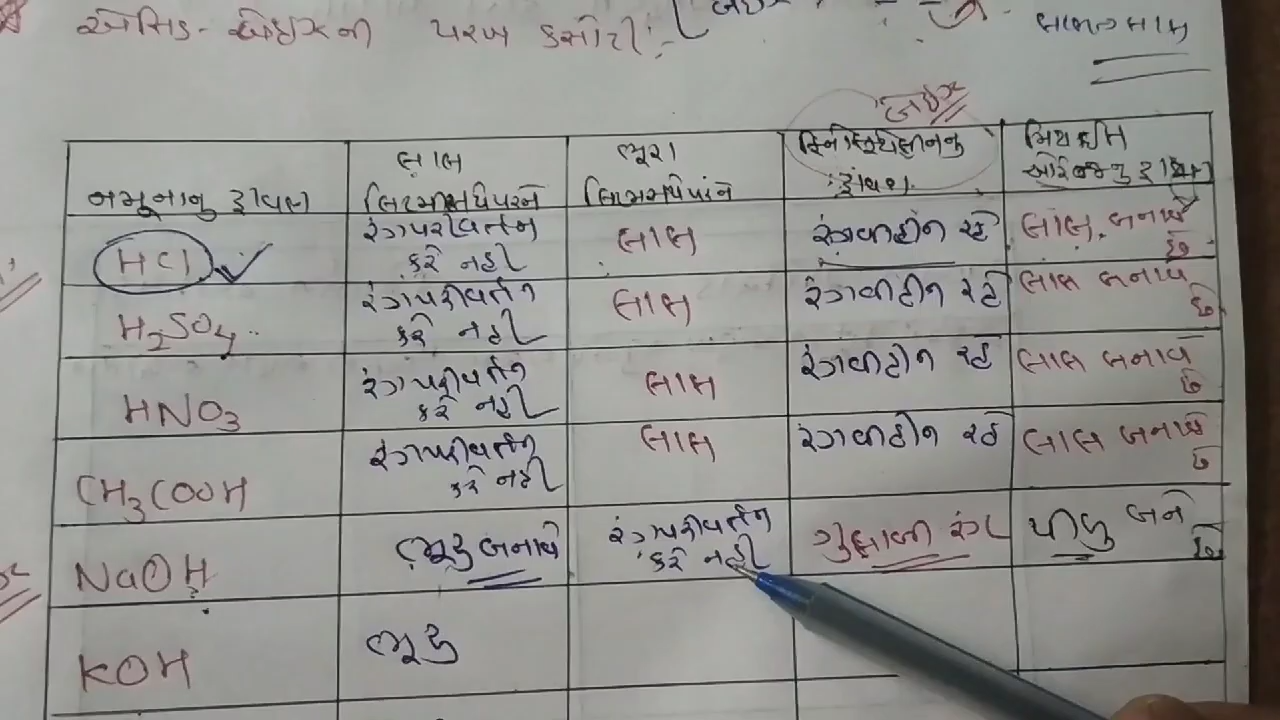 એસિડ-બેઇઝની પરખ કસોટી:-
બેઇઝ
લાલ
નમૂનાનુ દ્રાવણ
લાલ
લિટમસપેપરને
ભૂરા
લિટમસપેપરને
બેઇઝ
ફિનોલ્ફથેલીનનુ
દ્રાવણ
મિથાઈલ
ઓરેન્જનુ દ્રાવણ
HCl
રંગપરીવર્તન
કરે નહી
લાલ
રંગવીહીન રહે
લાલ બનાવે
છે
H2SO4
રંગપરીવર્તન
કરે નહી
લાલ
રંગવીહીન રહે
લાલ બનાવે
છે
HNO3
રંગપરીવર્તન
કરે નહી
લાલ
રંગવીહીન રહે
લાલ બનાવે
છે
CH3COOH
રંગપરીવર્તન
કરે નહી
લાલ
રંગવીહીન રહે
લાલ બનાવે
છે
NaOH
ભૂરુ બનાવે
રંગપરીવર્તન
કરે નહી
ગુલાબી રંગ
પીળુ બને
છે
KOH
ભૂરુ